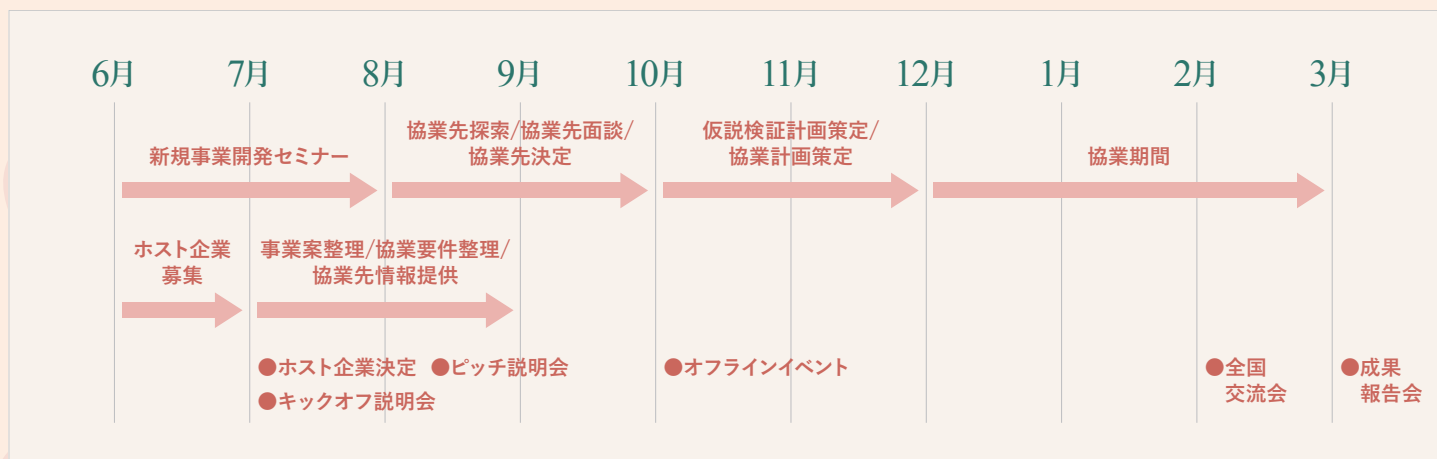 6月 7月 8月 9月 10月 11月 12月 1月 2月 3月
新規事業開発セミナー
協業先探索/協業先面談/
協業先決定
仮説検証計画策定/
協業計画策定
協業期間
ホスト企業
募集
事業案整理/協業要件整理/
協業先情報提供
●ホスト企業決定
●キックオフ説明会
●ピッチ説明会
●オフラインイベント
●全国
交流会
●成果
報告会